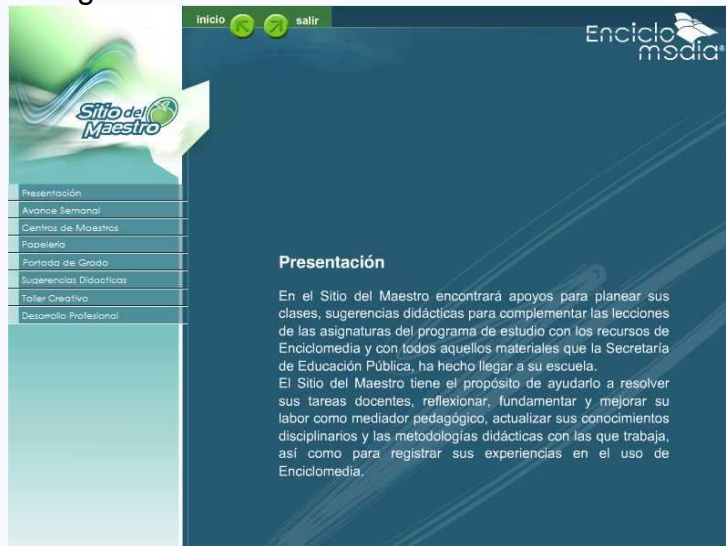 inicio
salir
Enciclo
media
Sitio del
Maestro
Presentación
Avance Semanal
Centros de Maestros
Papelería
Portada de Grado
Sugerencias Didacticas
Taller Creativo
Desarrollo Profesional
Presentación
En el Sitio del Maestro encontrará apoyos para planear sus
clases, sugerencias didácticas para complementar las lecciones
de las asignaturas del programa de estudio con los recursos de
Enciclomedia y con todos aquellos materiales que la Secretaría
de Educación Pública, ha hecho llegar a su escuela.
El Sitio del Maestro tiene el propósito de ayudarlo a resolver
sus tareas docentes, reflexionar, fundamentar y mejorar su
labor como mediador pedagógico, actualizar sus conocimientos
disciplinarios y las metodologías didácticas con las que trabaja,
así como para registrar sus experiencias en el uso de
Enciclomedia.